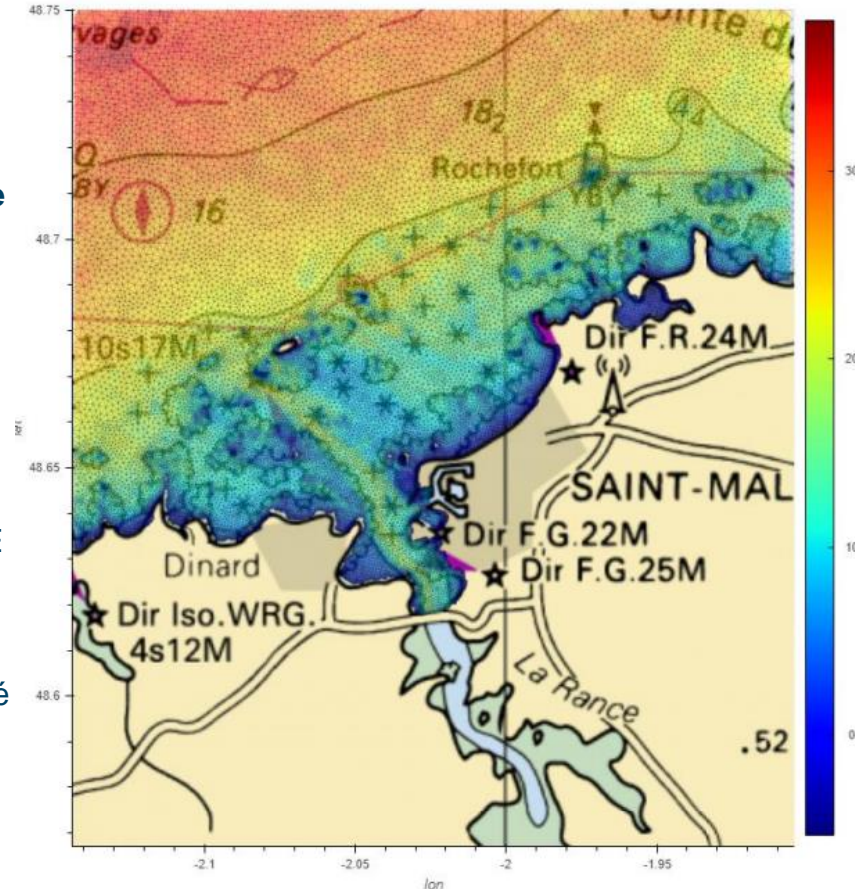 48.75
vages
Pointe du
18₂
4₄
Q
BY
Rochefort
YBY
30
16
48.7
.10s17M
Dir F.R.24M
20
48.65
SAINT-MAL
Dir F.G.22M
10
Dinard
Dir F.G.25M
Dir Iso.WRG.
4s12M
La Rance
é
48.6
0
.52
-2.1
-2.05
-2
-1.95
lon